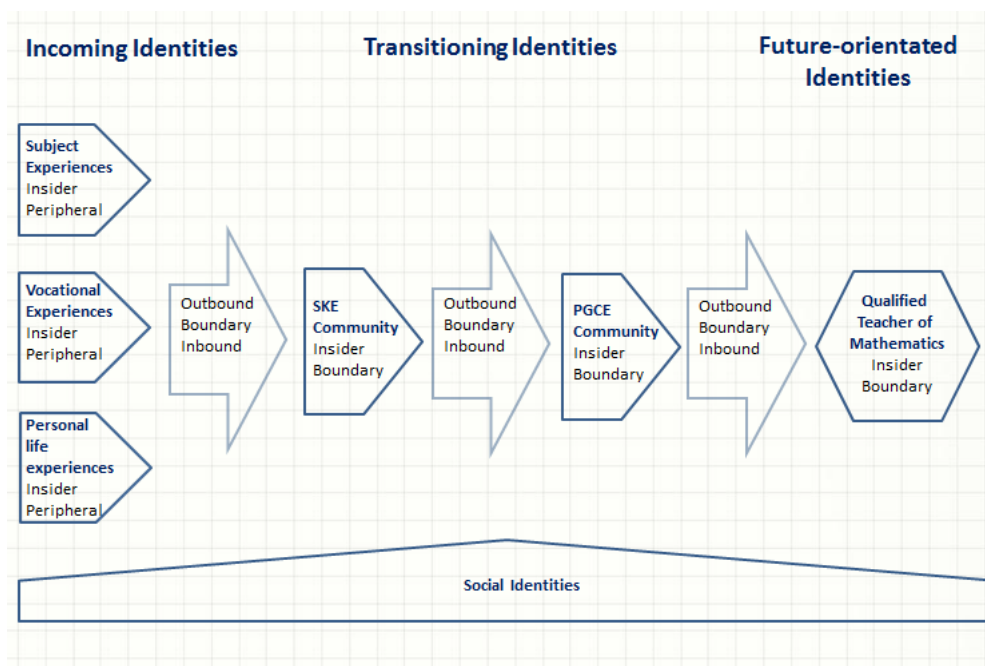 Incoming Identities
Transitioning Identities
Future-orientated
Identities
Subject
Experiences
Insider
Peripheral
Vocational
Experiences
Insider
Peripheral
Personal
life
experiences
Insider
Peripheral
Outbound
Boundary
Inbound
SKE
Community
Insider
Boundary
Outbound
Boundary
Inbound
PGCE
Community
Insider
Boundary
Outbound
Boundary
Inbound
Qualified
Teacher of
Mathematics
Insider
Boundary
Social Identities